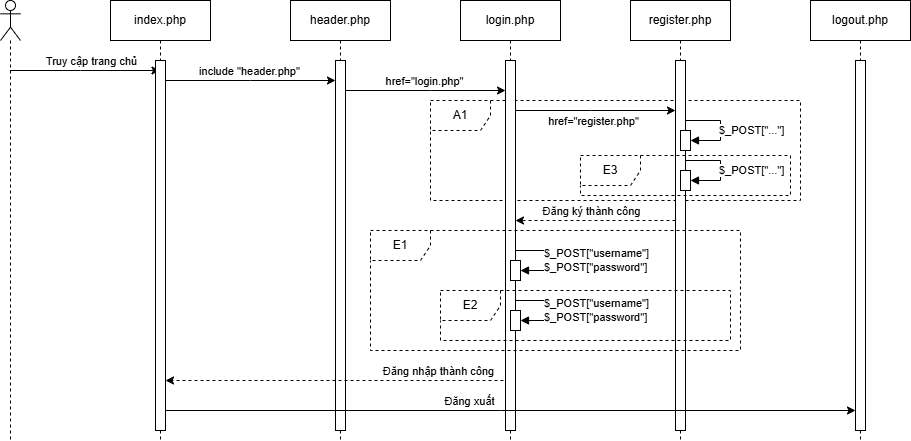 index.php
header.php
login.php
register.php
logout.php
Truy cập trang chủ
include "header.php"
href="login.php"
A1
href="register.php"
$_POST["..."]
E3
$_POST["..."]
Đăng ký thành công
E1
$_POST["username"]
$_POST["password"]
E2
$_POST["username"]
$_POST["password"]
Đăng nhập thành công
Đăng xuất